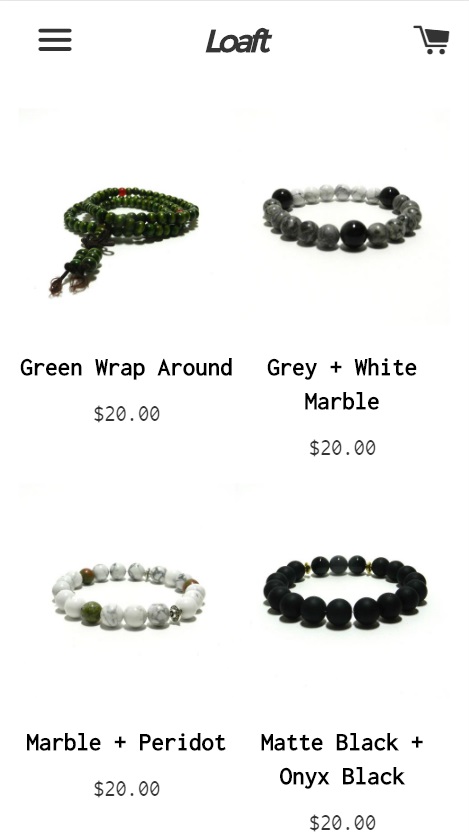 Loaft
Green Wrap Around
$20.00
Grey + White
Marble
$20.00
Marble + Peridot
$20.00
Matte Black +
Onyx Black
$20.00